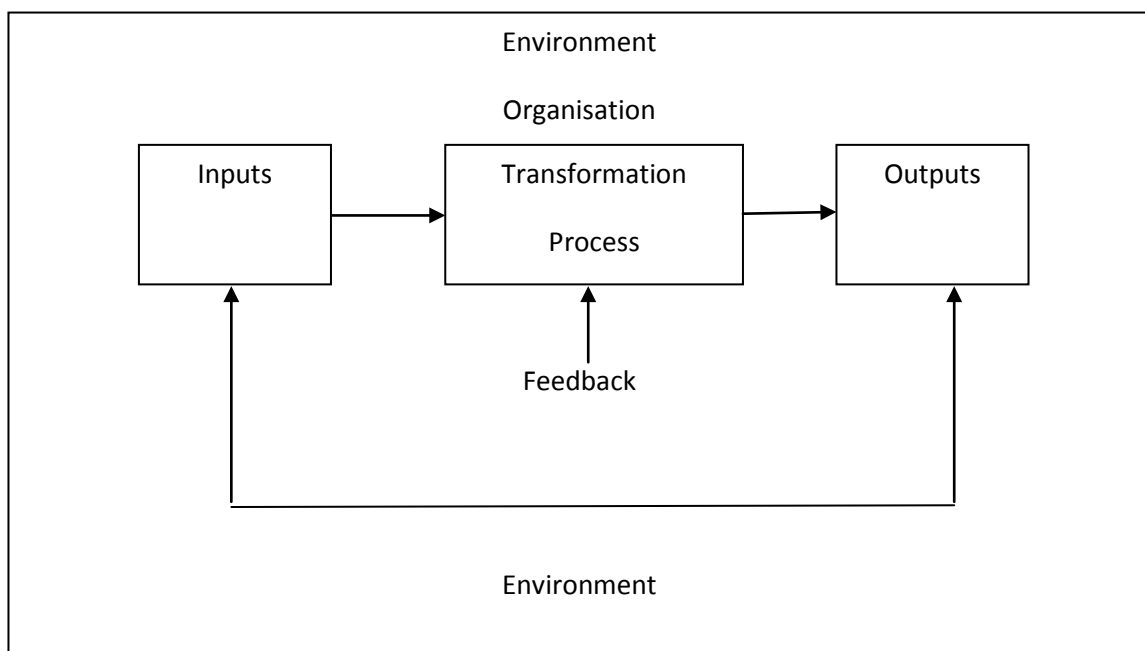 Environment
Organisation
Inputs
Transformation
Process
Outputs
Feedback
Environment